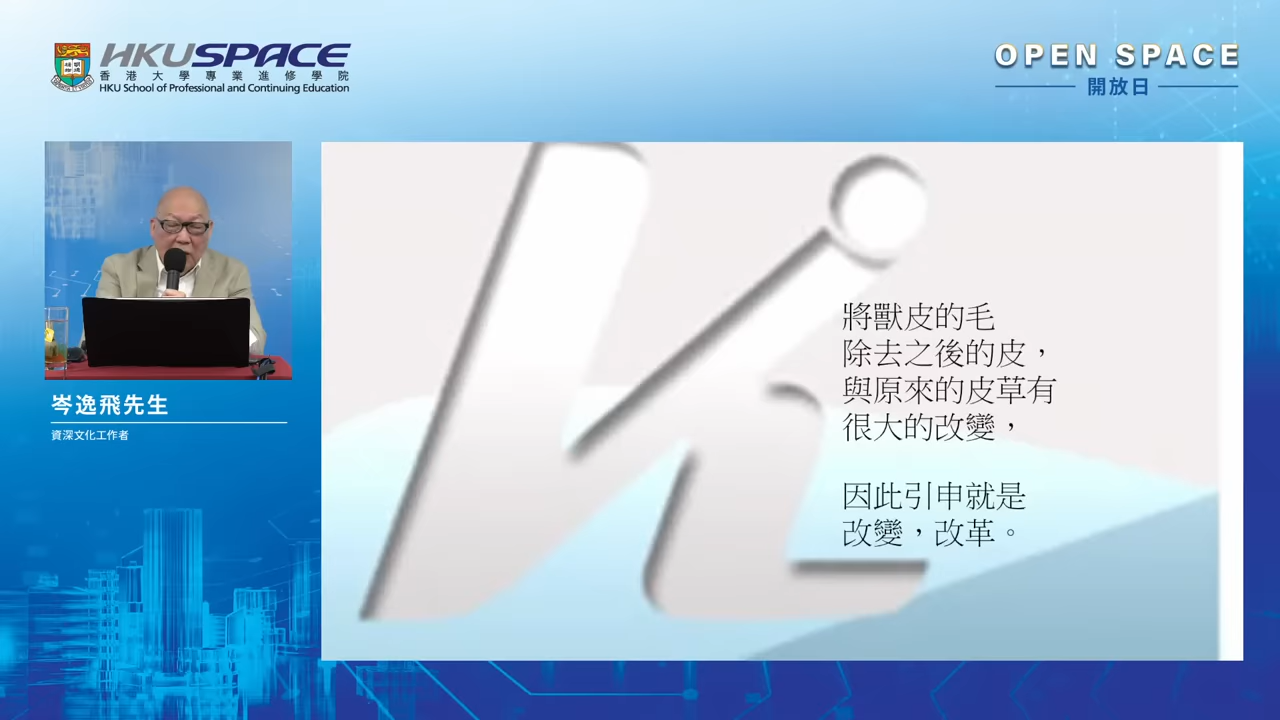 HKUSPACE
香港大學專業進修學院
HKU School of Professional and Continuing Education
OPEN SPACE
開放日
岑逸飛先生
資深文化工作者
將獸皮的毛
除去之後的皮，
與原來的皮草有
很大的改變，
因此引申就是
改變，改革。